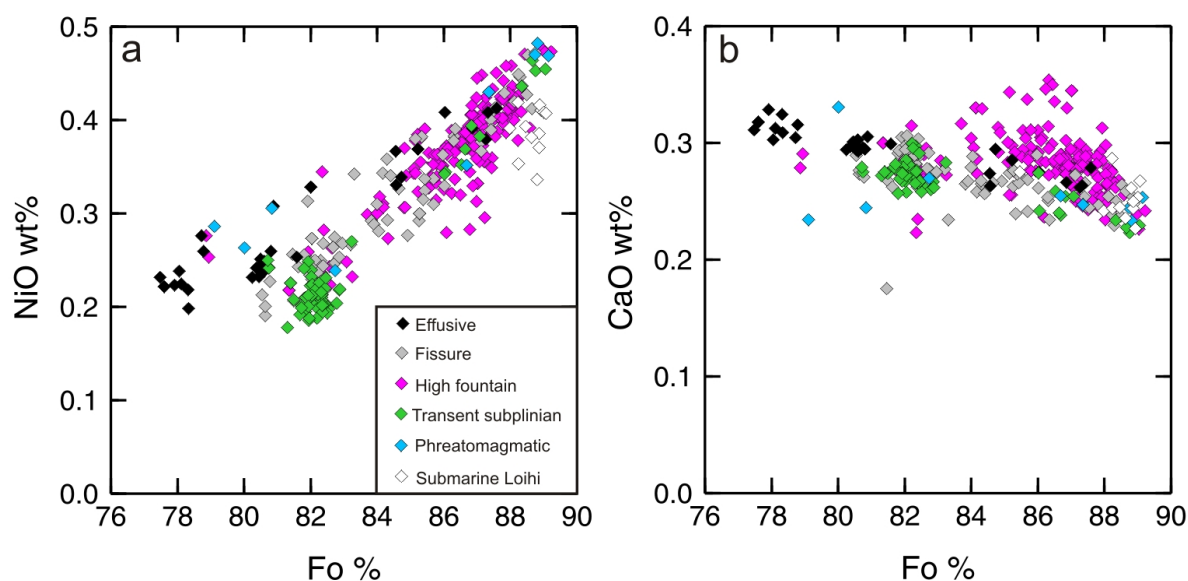 a
NiO wt%
0.5
0.4
0.3
0.2
0.1
0.0
76 78 80 82 84 86 88 90
Fo %
Effusive
Fissure
High fountain
Transent subplinian
Phreatomagmatic
Submarine Loihi
b
CaO wt%
0.4
0.3
0.2
0.1
0.0
76 78 80 82 84 86 88 90
Fo %